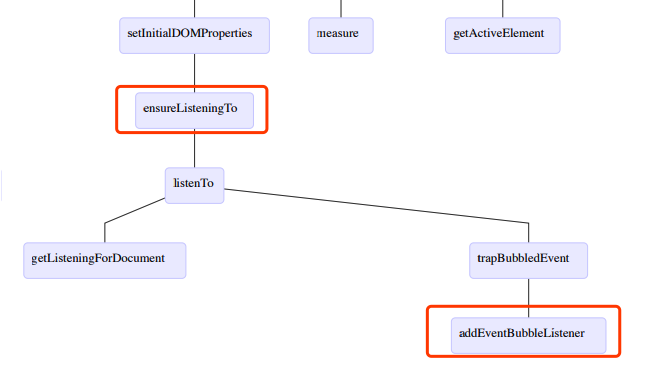 setInitialDOMProperties
measure
getActiveElement
ensureListeningTo
listenTo
getListeningForDocument
trapBubbledEvent
addEventBubbleListener